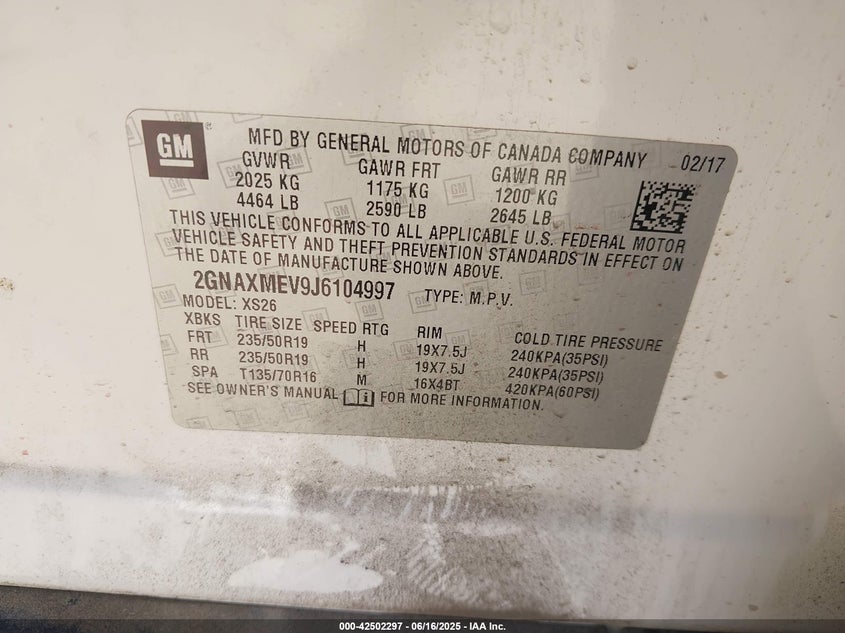 GM ®
MFD BY GENERAL MOTORS OF CANADA COMPANY 02/17
GVWR GAWR FRT GAWR RR
2025 KG 1175 KG 1200 KG
4464 LB 2590 LB 2645 LB
THIS VEHICLE CONFORMS TO ALL APPLICABLE U.S. FEDERAL MOTOR
VEHICLE SAFETY AND THEFT PREVENTION STANDARDS IN EFFECT ON
THE DATE OF MANUFACTURE SHOWN ABOVE.
2GNAXMEV9J6104997 TYPE: M.P.V.
MODEL: XS26
XBKS TIRE SIZE SPEED RTG RIM COLD TIRE PRESSURE
FRT 235/50R19 H 19X7.5J 240KPA(35PSI)
RR 235/50R19 H 19X7.5J 240KPA(35PSI)
SPA T135/70R16 M 16X4BT 420KPA(60PSI)
SEE OWNER'S MANUAL FOR MORE INFORMATION.
000-42502297 - 06/16/2025 - IAA Inc.